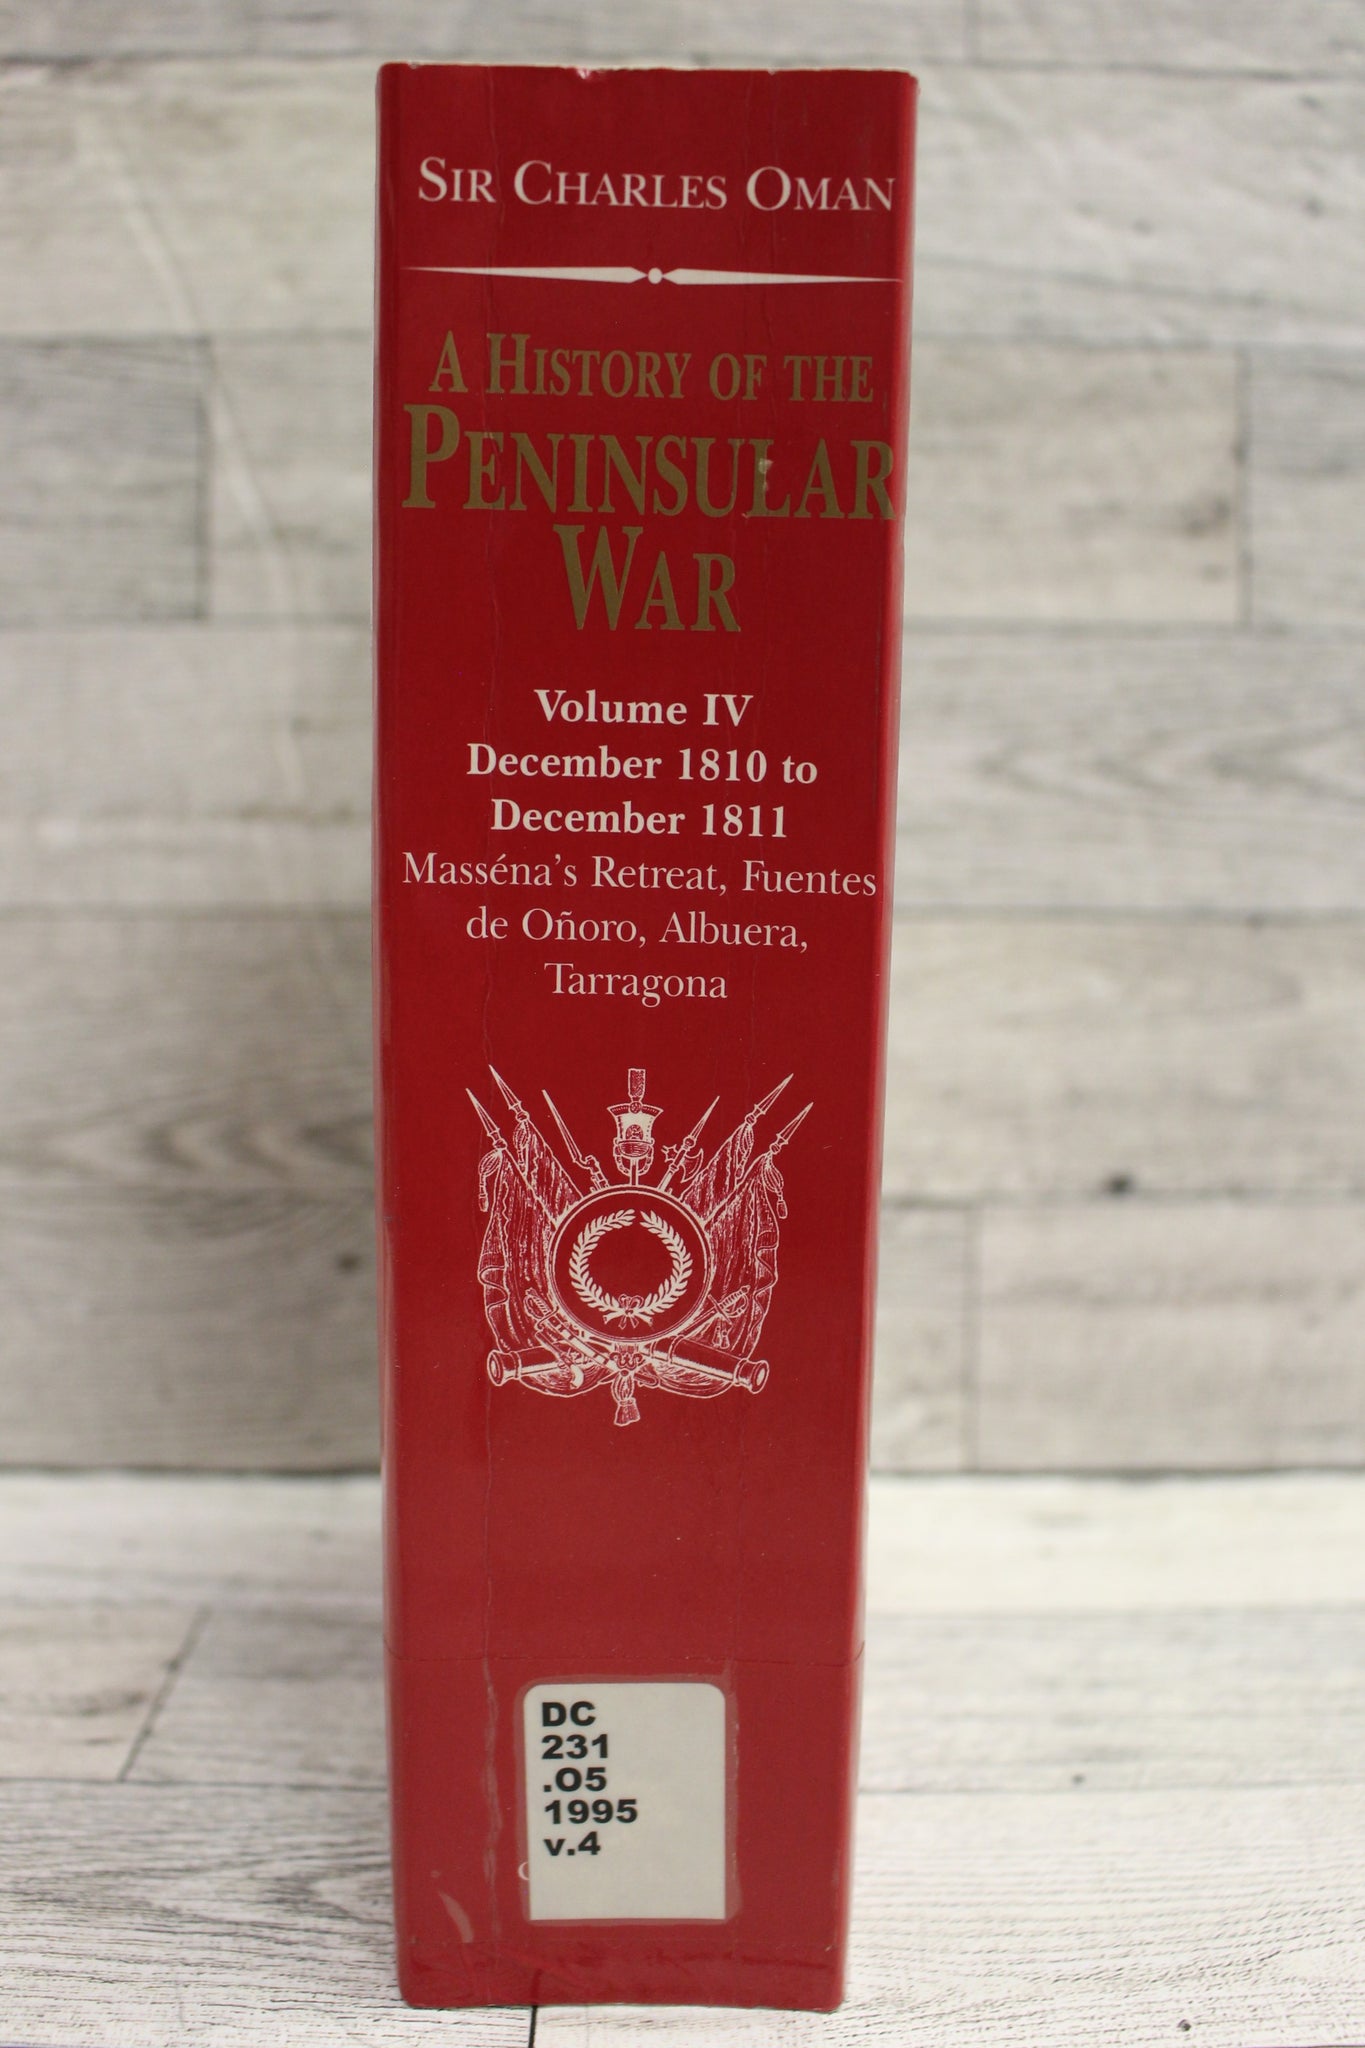 SIR CHARLES OMAN
A HISTORY OF THE
PENINSULAR
WAR
Volume IV
December 1810 to
December 1811
Masséna's Retreat, Fuentes
de Oñoro, Albuera,
Tarragona
DC
231
.O5
1995
v.4